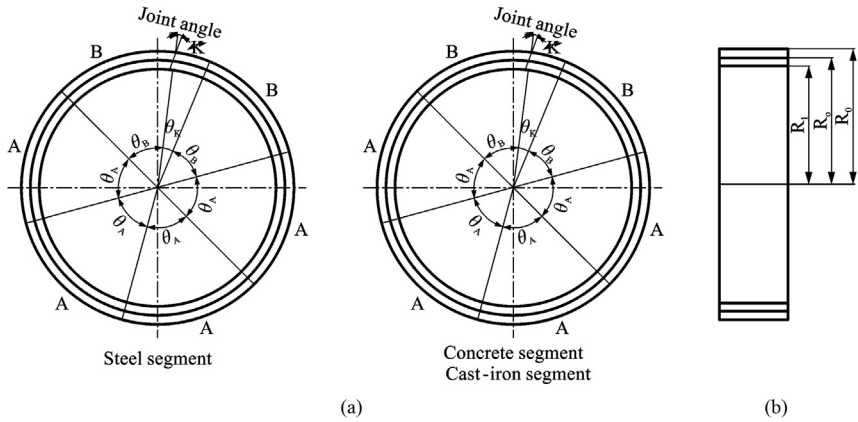 Joint angle
K
B
B
θK
θB
θB
A
θA
θA
θA
θA
A
A
A
A
Steel segment
Joint angle
K
B
B
θK
θB
θB
A
θA
θA
θA
θA
A
A
A
Concrete segment
Cast-iron segment
(a)
R1
Ro
R0
(b)